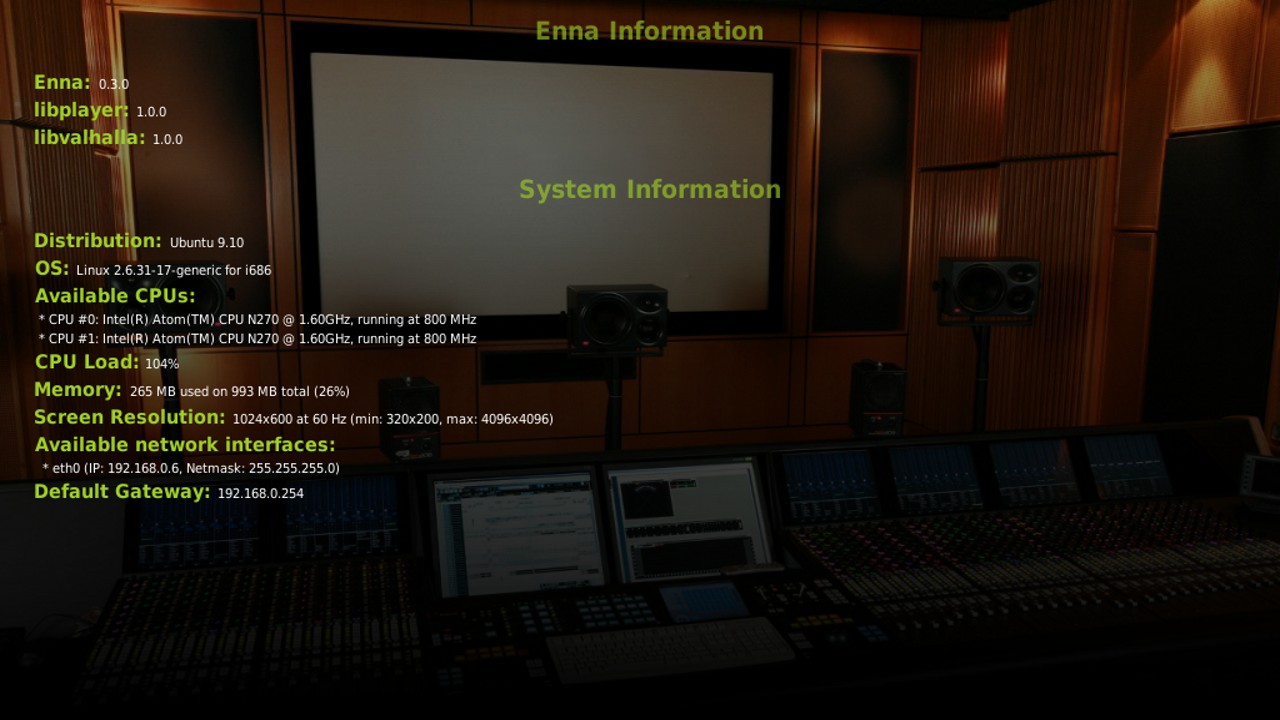 Enna Information
Enna: 0.3.0
libplayer: 1.0.0
libvalhalla: 1.0.0
System Information
Distribution: Ubuntu 9.10
OS: Linux 2.6.31-17-generic for i686
Available CPUs:
* CPU #0: Intel(R) Atom(TM) CPU N270 @ 1.60GHz, running at 800 MHz
* CPU #1: Intel(R) Atom(TM) CPU N270 @ 1.60GHz, running at 800 MHz
CPU Load: 104%
Memory: 265 MB used on 993 MB total (26%)
Screen Resolution: 1024x600 at 60 Hz (min: 320x200, max: 4096x4096)
Available network interfaces:
* eth0 (IP: 192.168.0.6, Netmask: 255.255.255.0)
Default Gateway: 192.168.0.254